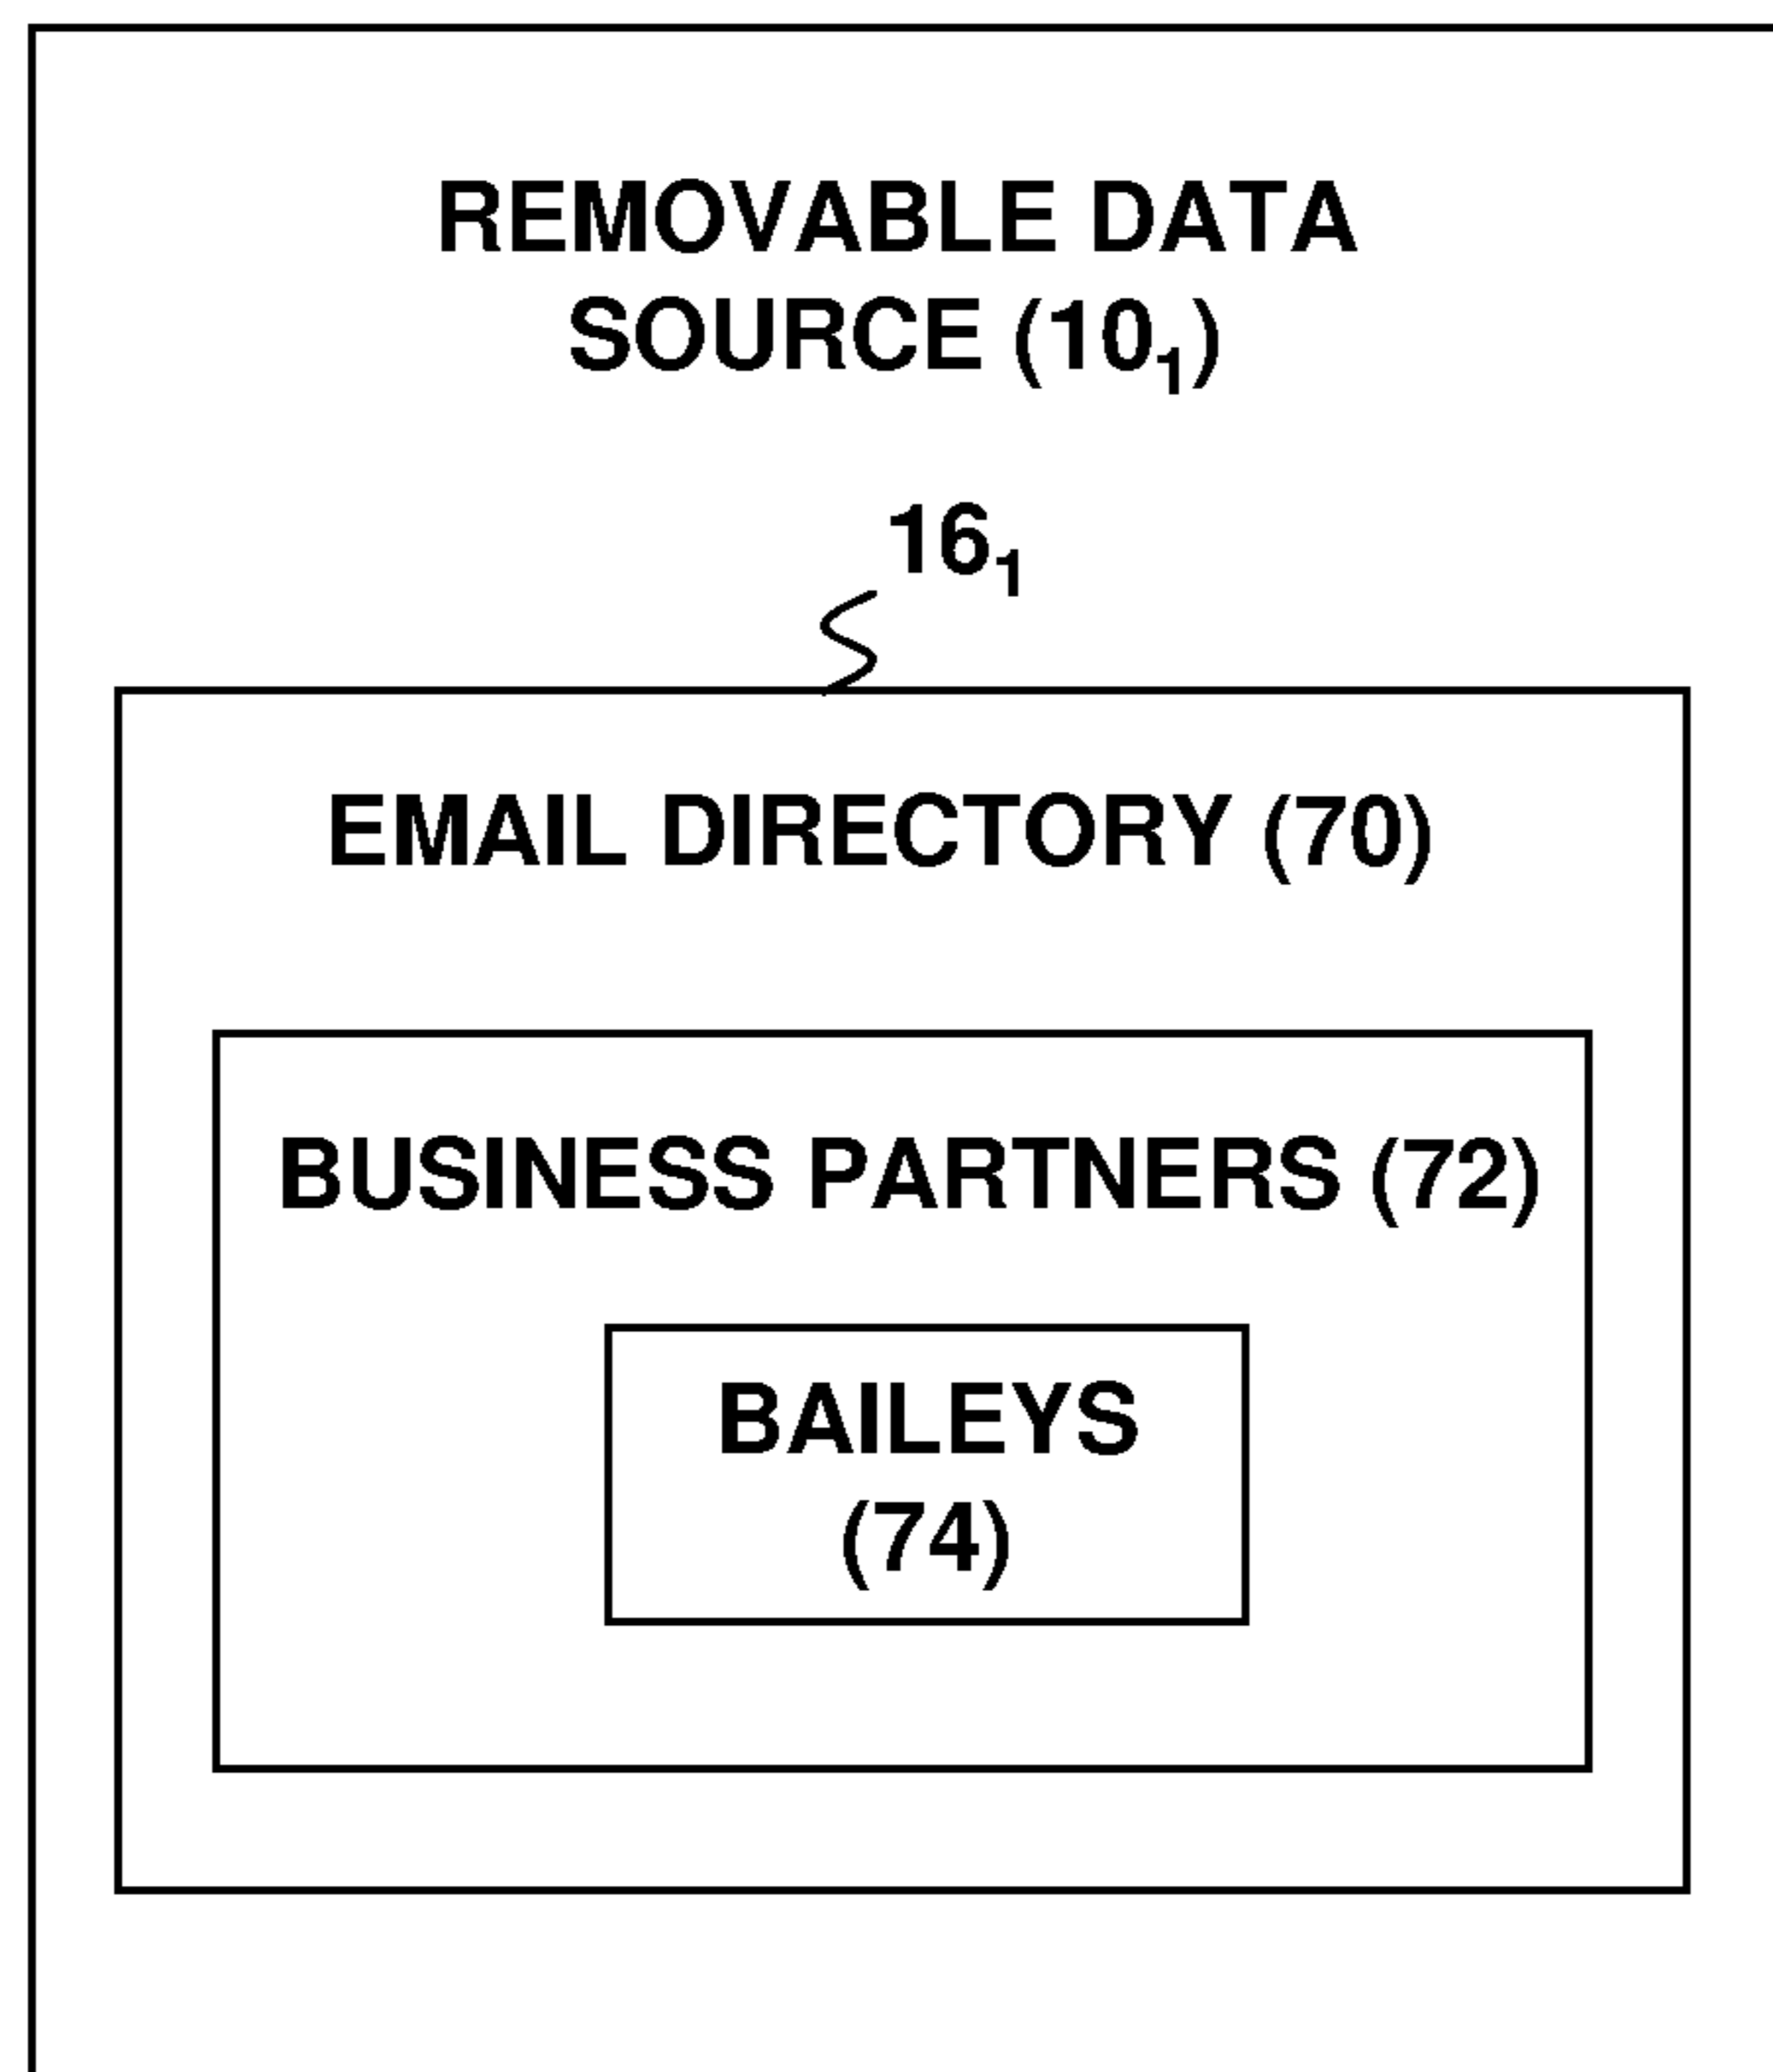 REMOVABLE DATA
SOURCE (10₁)
16₁
EMAIL DIRECTORY (70)
BUSINESS PARTNERS (72)
BAILEYS
(74)